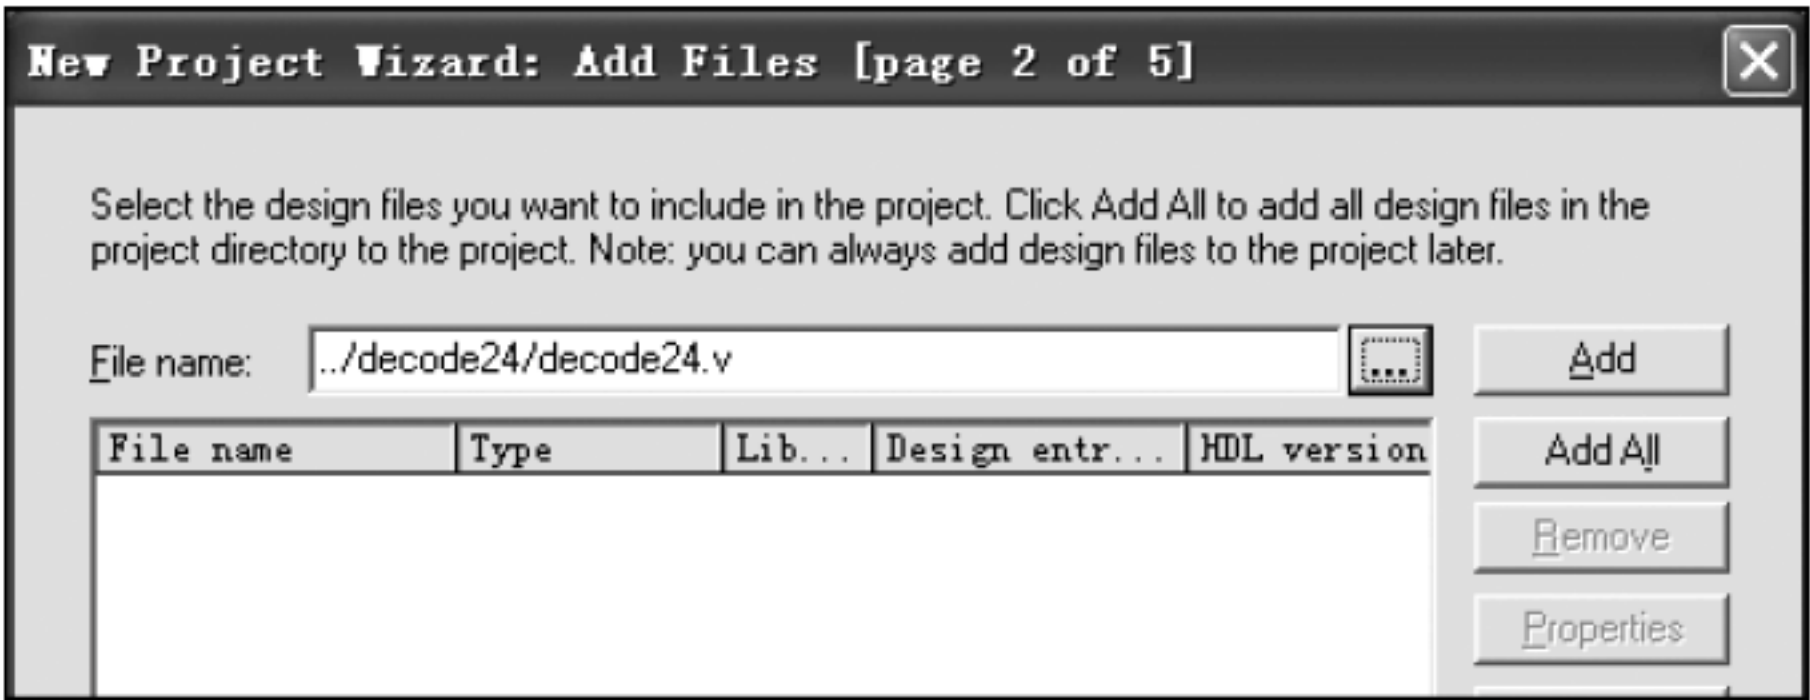 New Project Wizard: Add Files [page 2 of 5]
Select the design files you want to include in the project. Click Add All to add all design files in the
project directory to the project. Note: you can always add design files to the project later.
File name: ../decode24/decode24.v ... Add
File name Type Lib... Design entr... HDL version
Add All
Remove
Properties